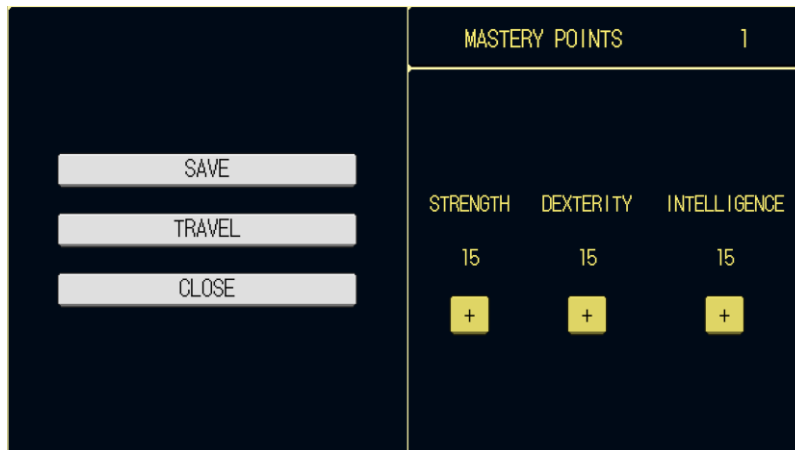 SAVE
TRAVEL
CLOSE
MASTERY POINTS 1
STRENGTH DEXTERITY INTELLIGENCE
15 15 15
+ + +